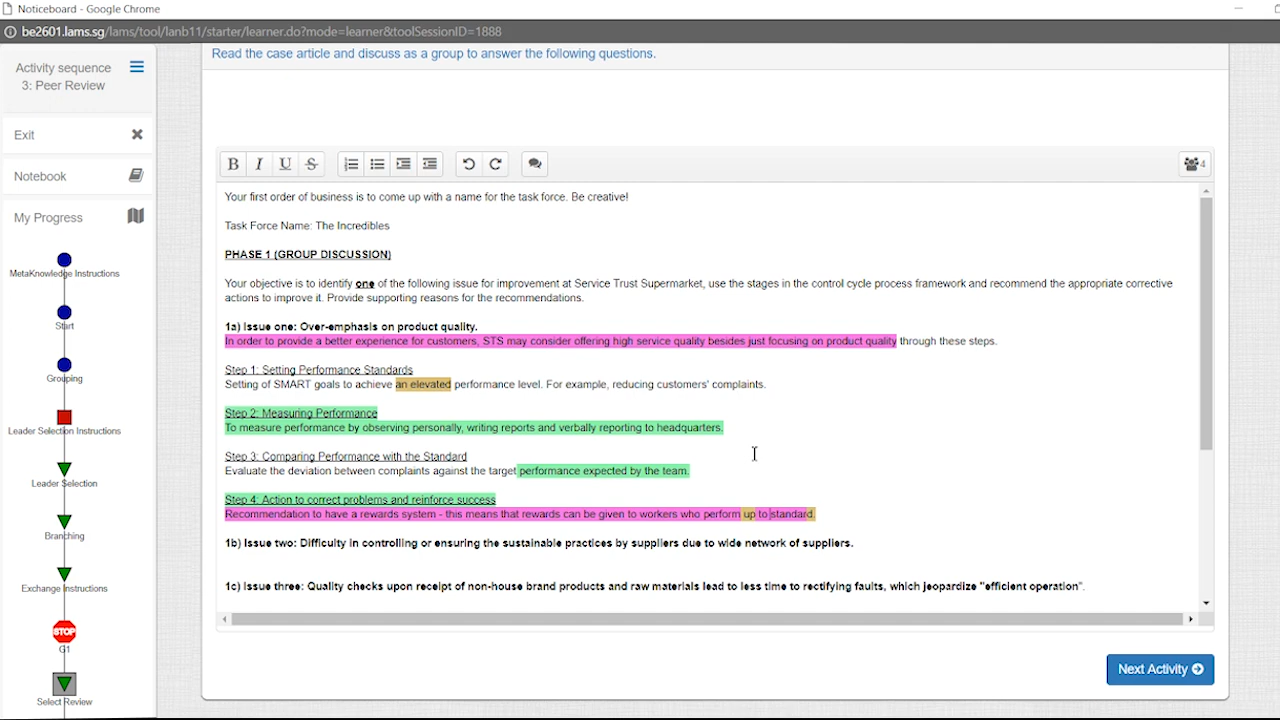 Noticeboard - Google Chrome
be2601.lams.sg/lams/tool/lanb11/starter/learner.do?mode=learner&toolSessionID=1888
Activity sequence
3: Peer Review
Exit
Notebook
My Progress
MetaKnowledge Instructions
Start
Grouping
Leader Selection Instructions
Leader Selection
Branching
Exchange Instructions
STOP
G1
Select Review
Read the case article and discuss as a group to answer the following questions.
B I U S
4
Your first order of business is to come up with a name for the task force. Be creative!
Task Force Name: The Incredibles
PHASE 1 (GROUP DISCUSSION)
Your objective is to identify one of the following issue for improvement at Service Trust Supermarket, use the stages in the control cycle process framework and recommend the appropriate corrective
actions to improve it. Provide supporting reasons for the recommendations.
1a) Issue one: Over-emphasis on product quality.
In order to provide a better experience for customers, STS may consider offering high service quality besides just focusing on product quality through these steps.
Step 1: Setting Performance Standards
Setting of SMART goals to achieve an elevated performance level. For example, reducing customers' complaints.
Step 2: Measuring Performance
To measure performance by observing personally, writing reports and verbally reporting to headquarters.
Step 3: Comparing Performance with the Standard
Evaluate the deviation between complaints against the target performance expected by the team.
Step 4: Action to correct problems and reinforce success
Recommendation to have a rewards system - this means that rewards can be given to workers who perform up to standard.
1b) Issue two: Difficulty in controlling or ensuring the sustainable practices by suppliers due to wide network of suppliers.
1c) Issue three: Quality checks upon receipt of non-house brand products and raw materials lead to less time to rectifying faults, which jeopardize "efficient operation".
Next Activity